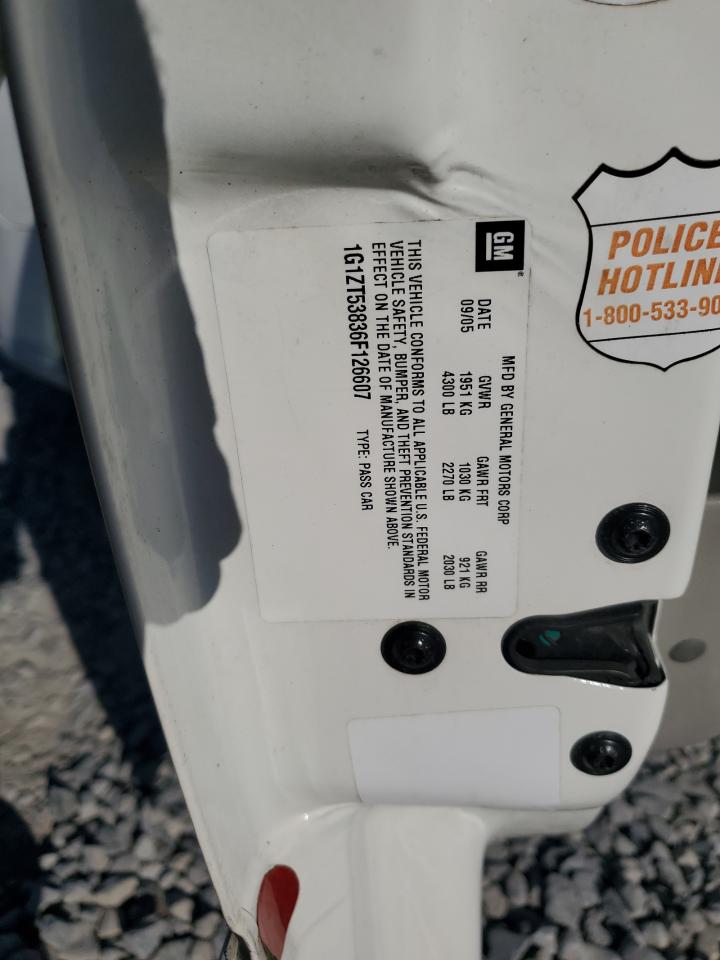 GM
MFD BY GENERAL MOTORS CORP
DATE GVWR GAWR FRT GAWR RR
09/05 1951 KG 1030 KG 921 KG
4300 LB 2270 LB 2030 LB
THIS VEHICLE CONFORMS TO ALL APPLICABLE U.S. FEDERAL MOTOR
VEHICLE SAFETY, BUMPER, AND THEFT PREVENTION STANDARDS IN
EFFECT ON THE DATE OF MANUFACTURE SHOWN ABOVE.
1G1ZT53836F126607 TYPE: PASS CAR
POLICE
HOTLINE
1-800-533-90